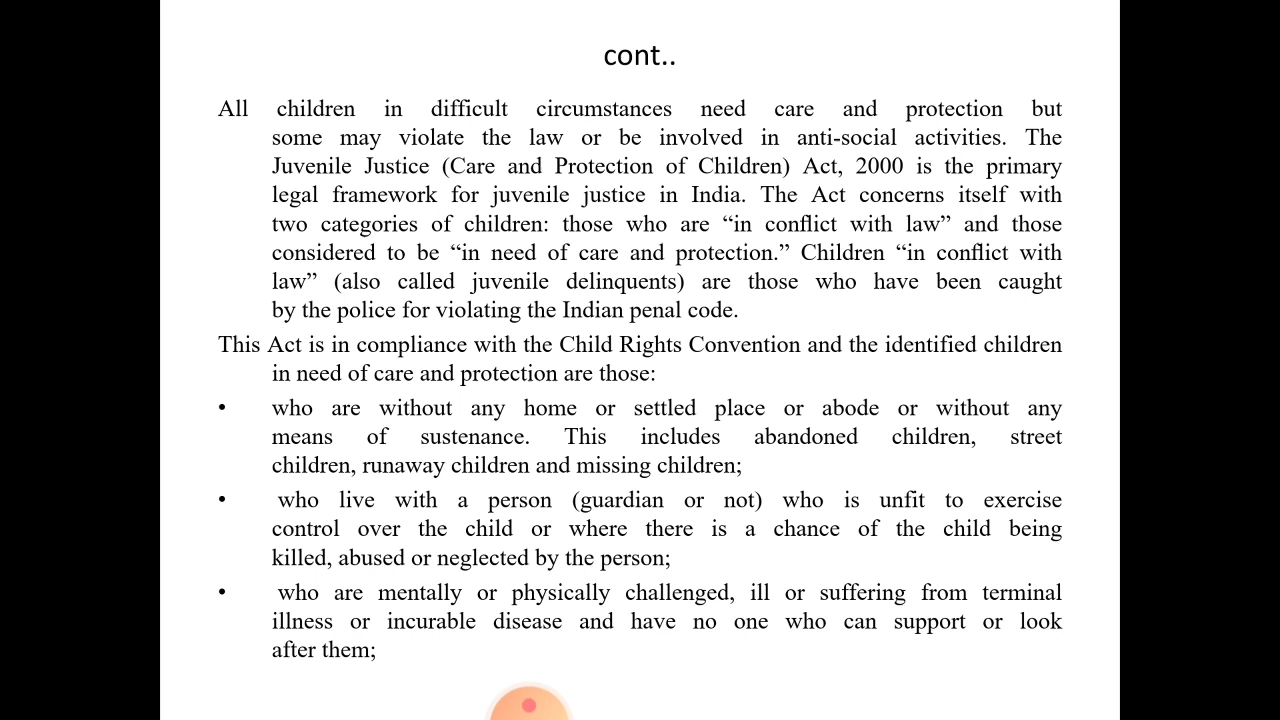 cont..
All children in difficult circumstances need care and protection but
some may violate the law or be involved in anti-social activities. The
Juvenile Justice (Care and Protection of Children) Act, 2000 is the primary
legal framework for juvenile justice in India. The Act concerns itself with
two categories of children: those who are “in conflict with law” and those
considered to be “in need of care and protection.” Children “in conflict with
law” (also called juvenile delinquents) are those who have been caught
by the police for violating the Indian penal code.
This Act is in compliance with the Child Rights Convention and the identified children
in need of care and protection are those:
• who are without any home or settled place or abode or without any
means of sustenance. This includes abandoned children, street
children, runaway children and missing children;
• who live with a person (guardian or not) who is unfit to exercise
control over the child or where there is a chance of the child being
killed, abused or neglected by the person;
• who are mentally or physically challenged, ill or suffering from terminal
illness or incurable disease and have no one who can support or look
after them;